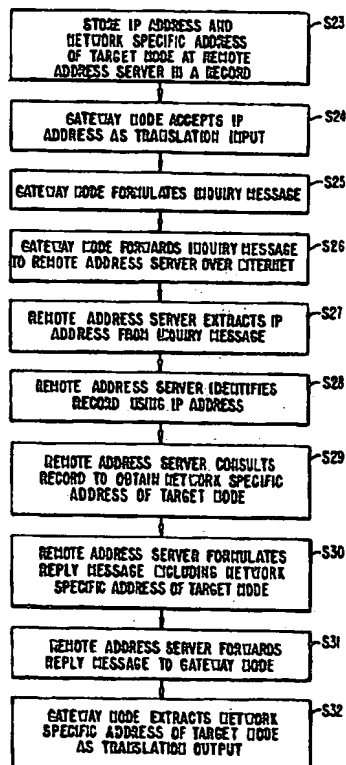 STORE IP ADDRESS AND
NETWORK SPECIFIC ADDRESS
OF TARGET NODE AT REMOTE
ADDRESS SERVER IN A RECORD
S23
GATEWAY NODE ACCEPTS IP
ADDRESS AS TRANSLATION INPUT
S24
GATEWAY NODE FORMULATES INQUIRY MESSAGE
S25
GATEWAY NODE FORWARDS INQUIRY MESSAGE
TO REMOTE ADDRESS SERVER OVER INTERNET
S26
REMOTE ADDRESS SERVER EXTRACTS IP
ADDRESS FROM INQUIRY MESSAGE
S27
REMOTE ADDRESS SERVER IDENTIFIES
RECORD USING IP ADDRESS
S28
REMOTE ADDRESS SERVER CONSULTS
RECORD TO OBTAIN NETWORK SPECIFIC
ADDRESS OF TARGET NODE
S29
REMOTE ADDRESS SERVER FORMULATES
REPLY MESSAGE INCLUDING NETWORK
SPECIFIC ADDRESS OF TARGET NODE
S30
REMOTE ADDRESS SERVER FORWARDS
REPLY MESSAGE TO GATEWAY NODE
S31
GATEWAY NODE EXTRACTS NETWORK
SPECIFIC ADDRESS OF TARGET NODE
AS TRANSLATION OUTPUT
S32